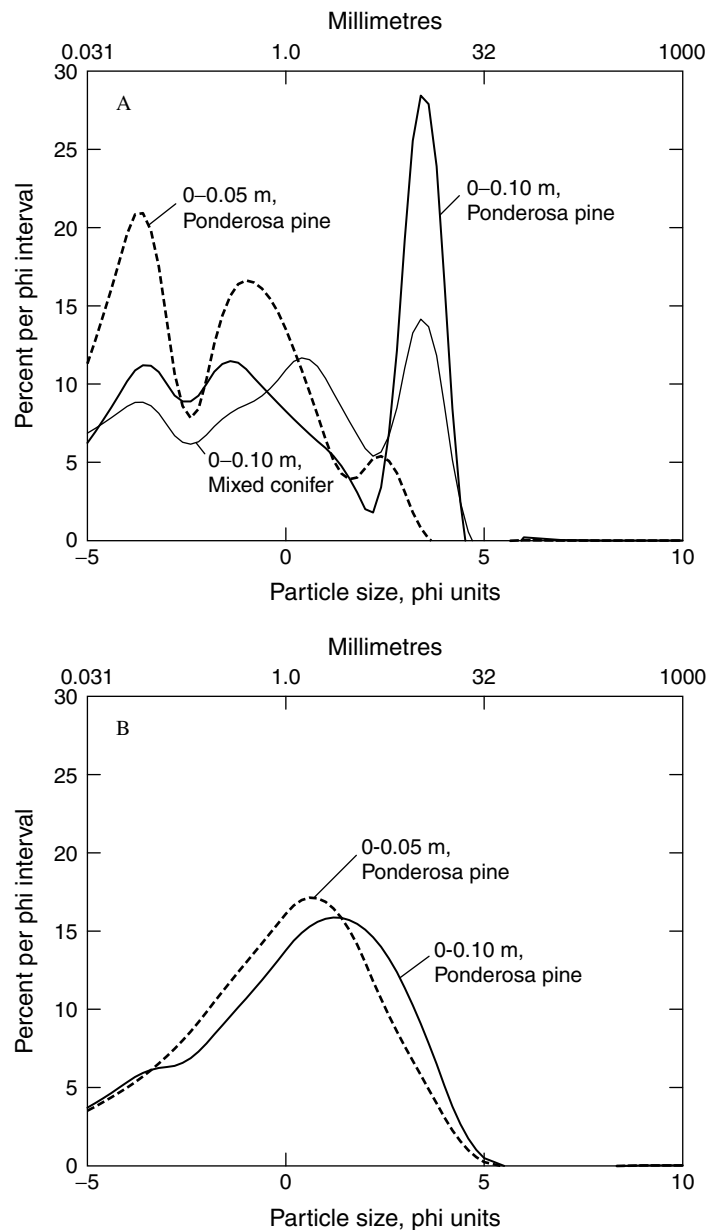 Millimetres
0.031 1.0 32 1000
30
A
25
0–0.05 m,
Ponderosa pine
0–0.10 m,
Ponderosa pine
20
Percent per phi interval
15
10
5
0–0.10 m,
Mixed conifer
0
–5 0 5 10
Particle size, phi units
Millimetres
0.031 1.0 32 1000
30
B
25
20
0-0.05 m,
Ponderosa pine
Percent per phi interval
15
0-0.10 m,
Ponderosa pine
10
5
0
–5 0 5 10
Particle size, phi units